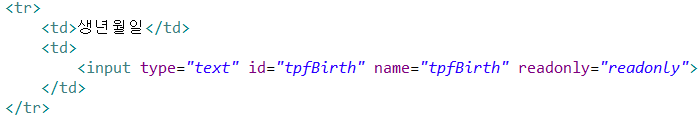 <tr>
<td>생년월일</td>
<td>
<input type="text" id="tpfBirth" name="tpfBirth" readonly="readonly">
</td>
</tr>